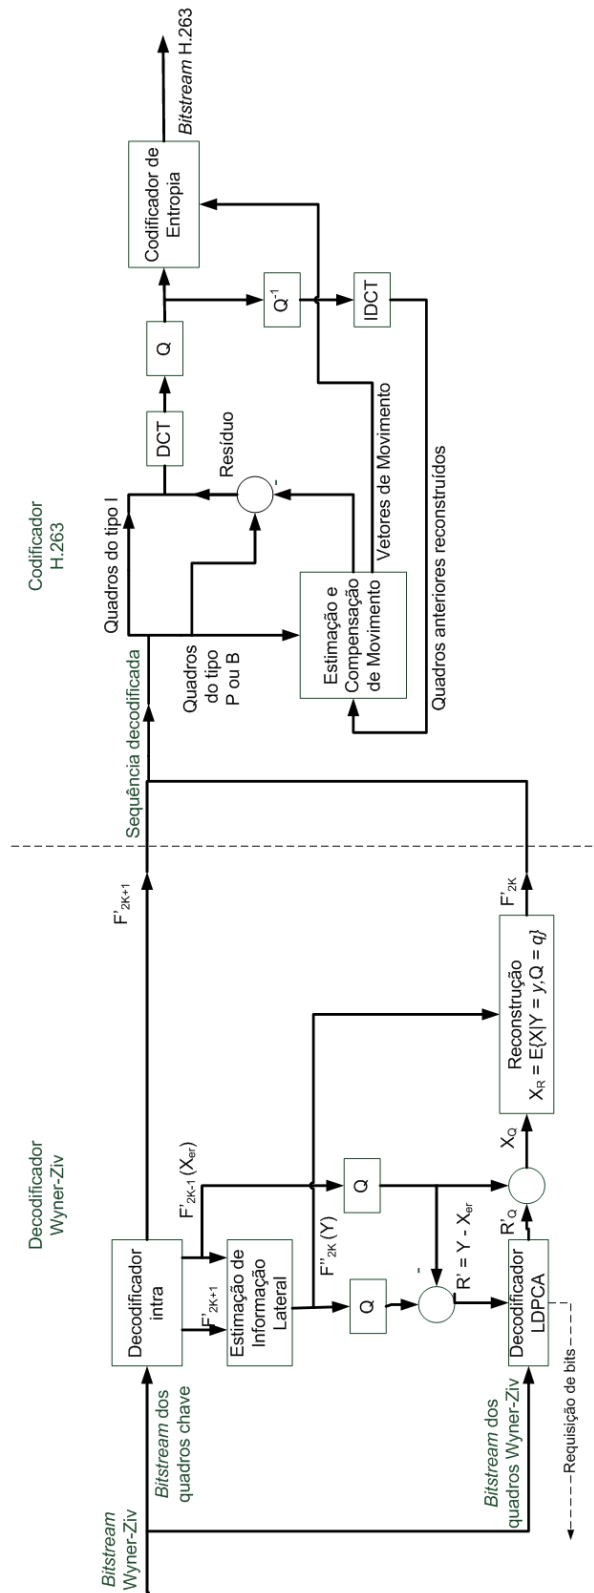 Decodificador
Wyner-Ziv
Codificador
H.263
Bitstream
Wyner-Ziv
Bitstream dos
quadros chave
Bitstream dos
quadros Wyner-Ziv
Decodificador
intra
F'2K+1
F'2K+1
F'2K-1 (Xer)
Estimação de
Informação
Lateral
F''2K (Y)
Q
Q
-
R' = Y - Xer
Decodificador
LDPCA
Requisição de bits
R'Q
XQ
Reconstrução
XR = E{X|Y = y,Q = q}
F'2K
Sequência decodificada
Quadros do tipo I
Quadros
do tipo
P ou B
Resíduo
-
DCT
Q
Codificador de
Entropia
Bitstream H.263
Q-1
IDCT
Estimação e
Compensação
de Movimento
Vetores de Movimento
Quadros anteriores reconstruídos